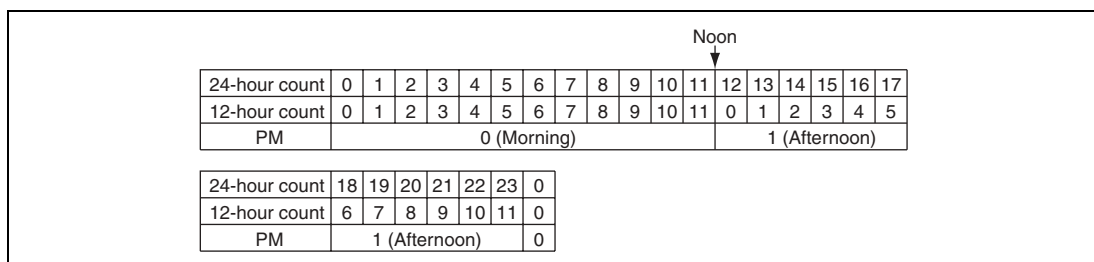 Noon
24-hour count 0 1 2 3 4 5 6 7 8 9 10 11 12 13 14 15 16 17
12-hour count 0 1 2 3 4 5 6 7 8 9 10 11 0 1 2 3 4 5
PM 0 (Morning) 1 (Afternoon)
24-hour count 18 19 20 21 22 23 0
12-hour count 6 7 8 9 10 11 0
PM 1 (Afternoon) 0